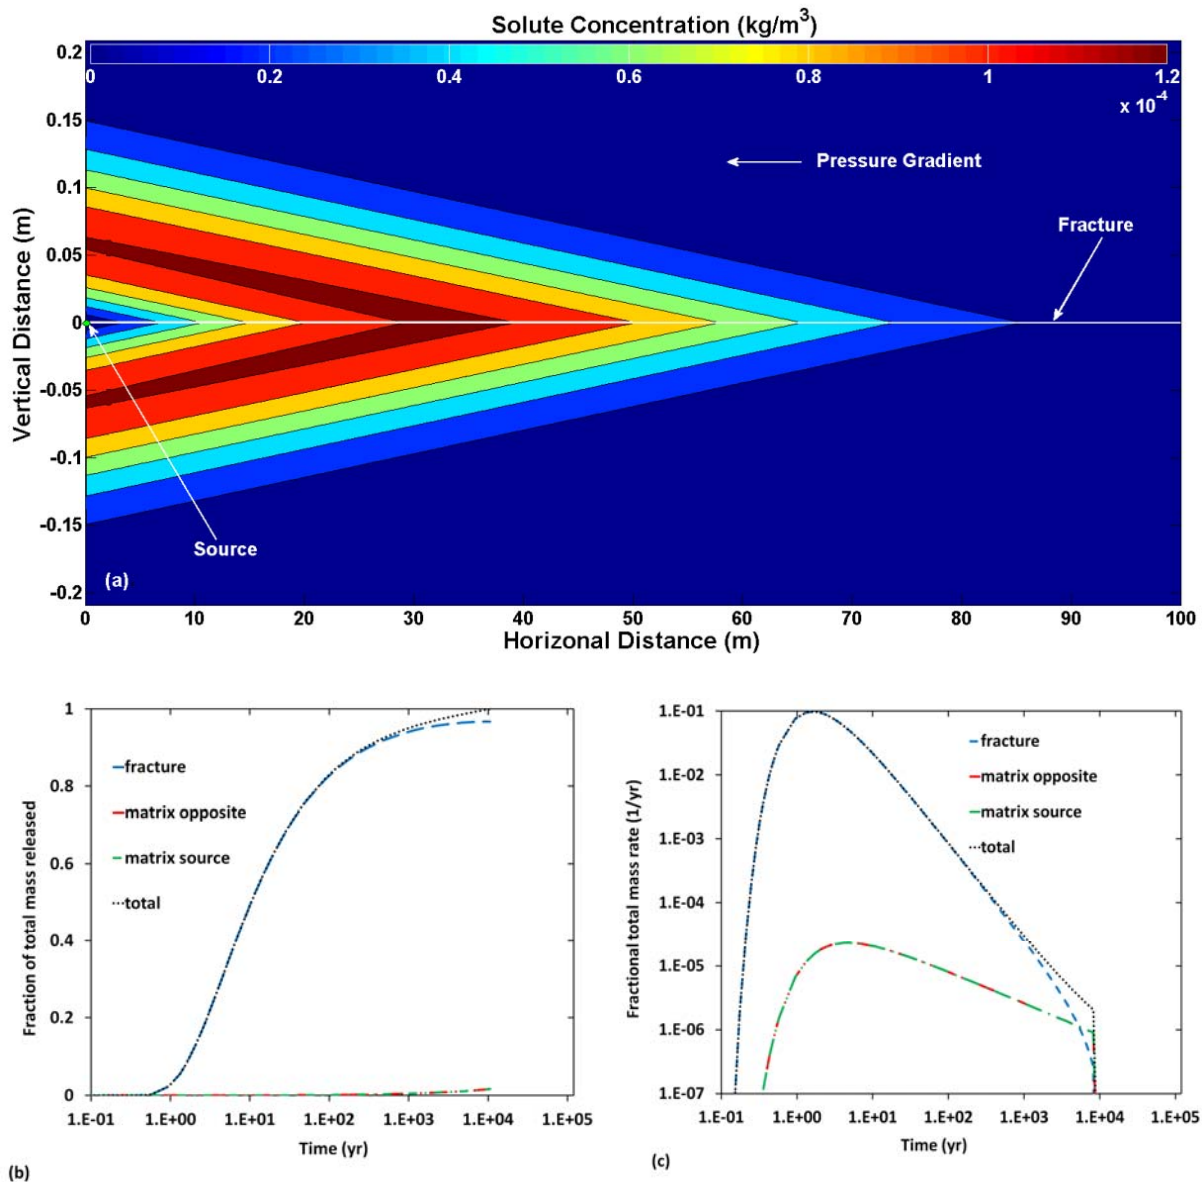 Solute Concentration (kg/m³)
0.2
0 0.2 0.4 0.6 0.8 1 1.2
x 10⁻⁴
0.15
Pressure Gradient
0.1
Fracture
0.05
Vertical Distance (m)
0
-0.05
-0.1
-0.15
Source
(a)
-0.2
0 10 20 30 40 50 60 70 80 90 100
Horizonal Distance (m)
Fraction of total mass released
1
0.8
0.6
0.4
0.2
0
fracture
matrix opposite
matrix source
total
1.E-01 1.E+00 1.E+01 1.E+02 1.E+03 1.E+04 1.E+05
Time (yr)
(b)
Fractional total mass rate (1/yr)
1.E-01
1.E-02
1.E-03
1.E-04
1.E-05
1.E-06
1.E-07
fracture
matrix opposite
matrix source
total
1.E-01 1.E+00 1.E+01 1.E+02 1.E+03 1.E+04 1.E+05
Time (yr)
(c)